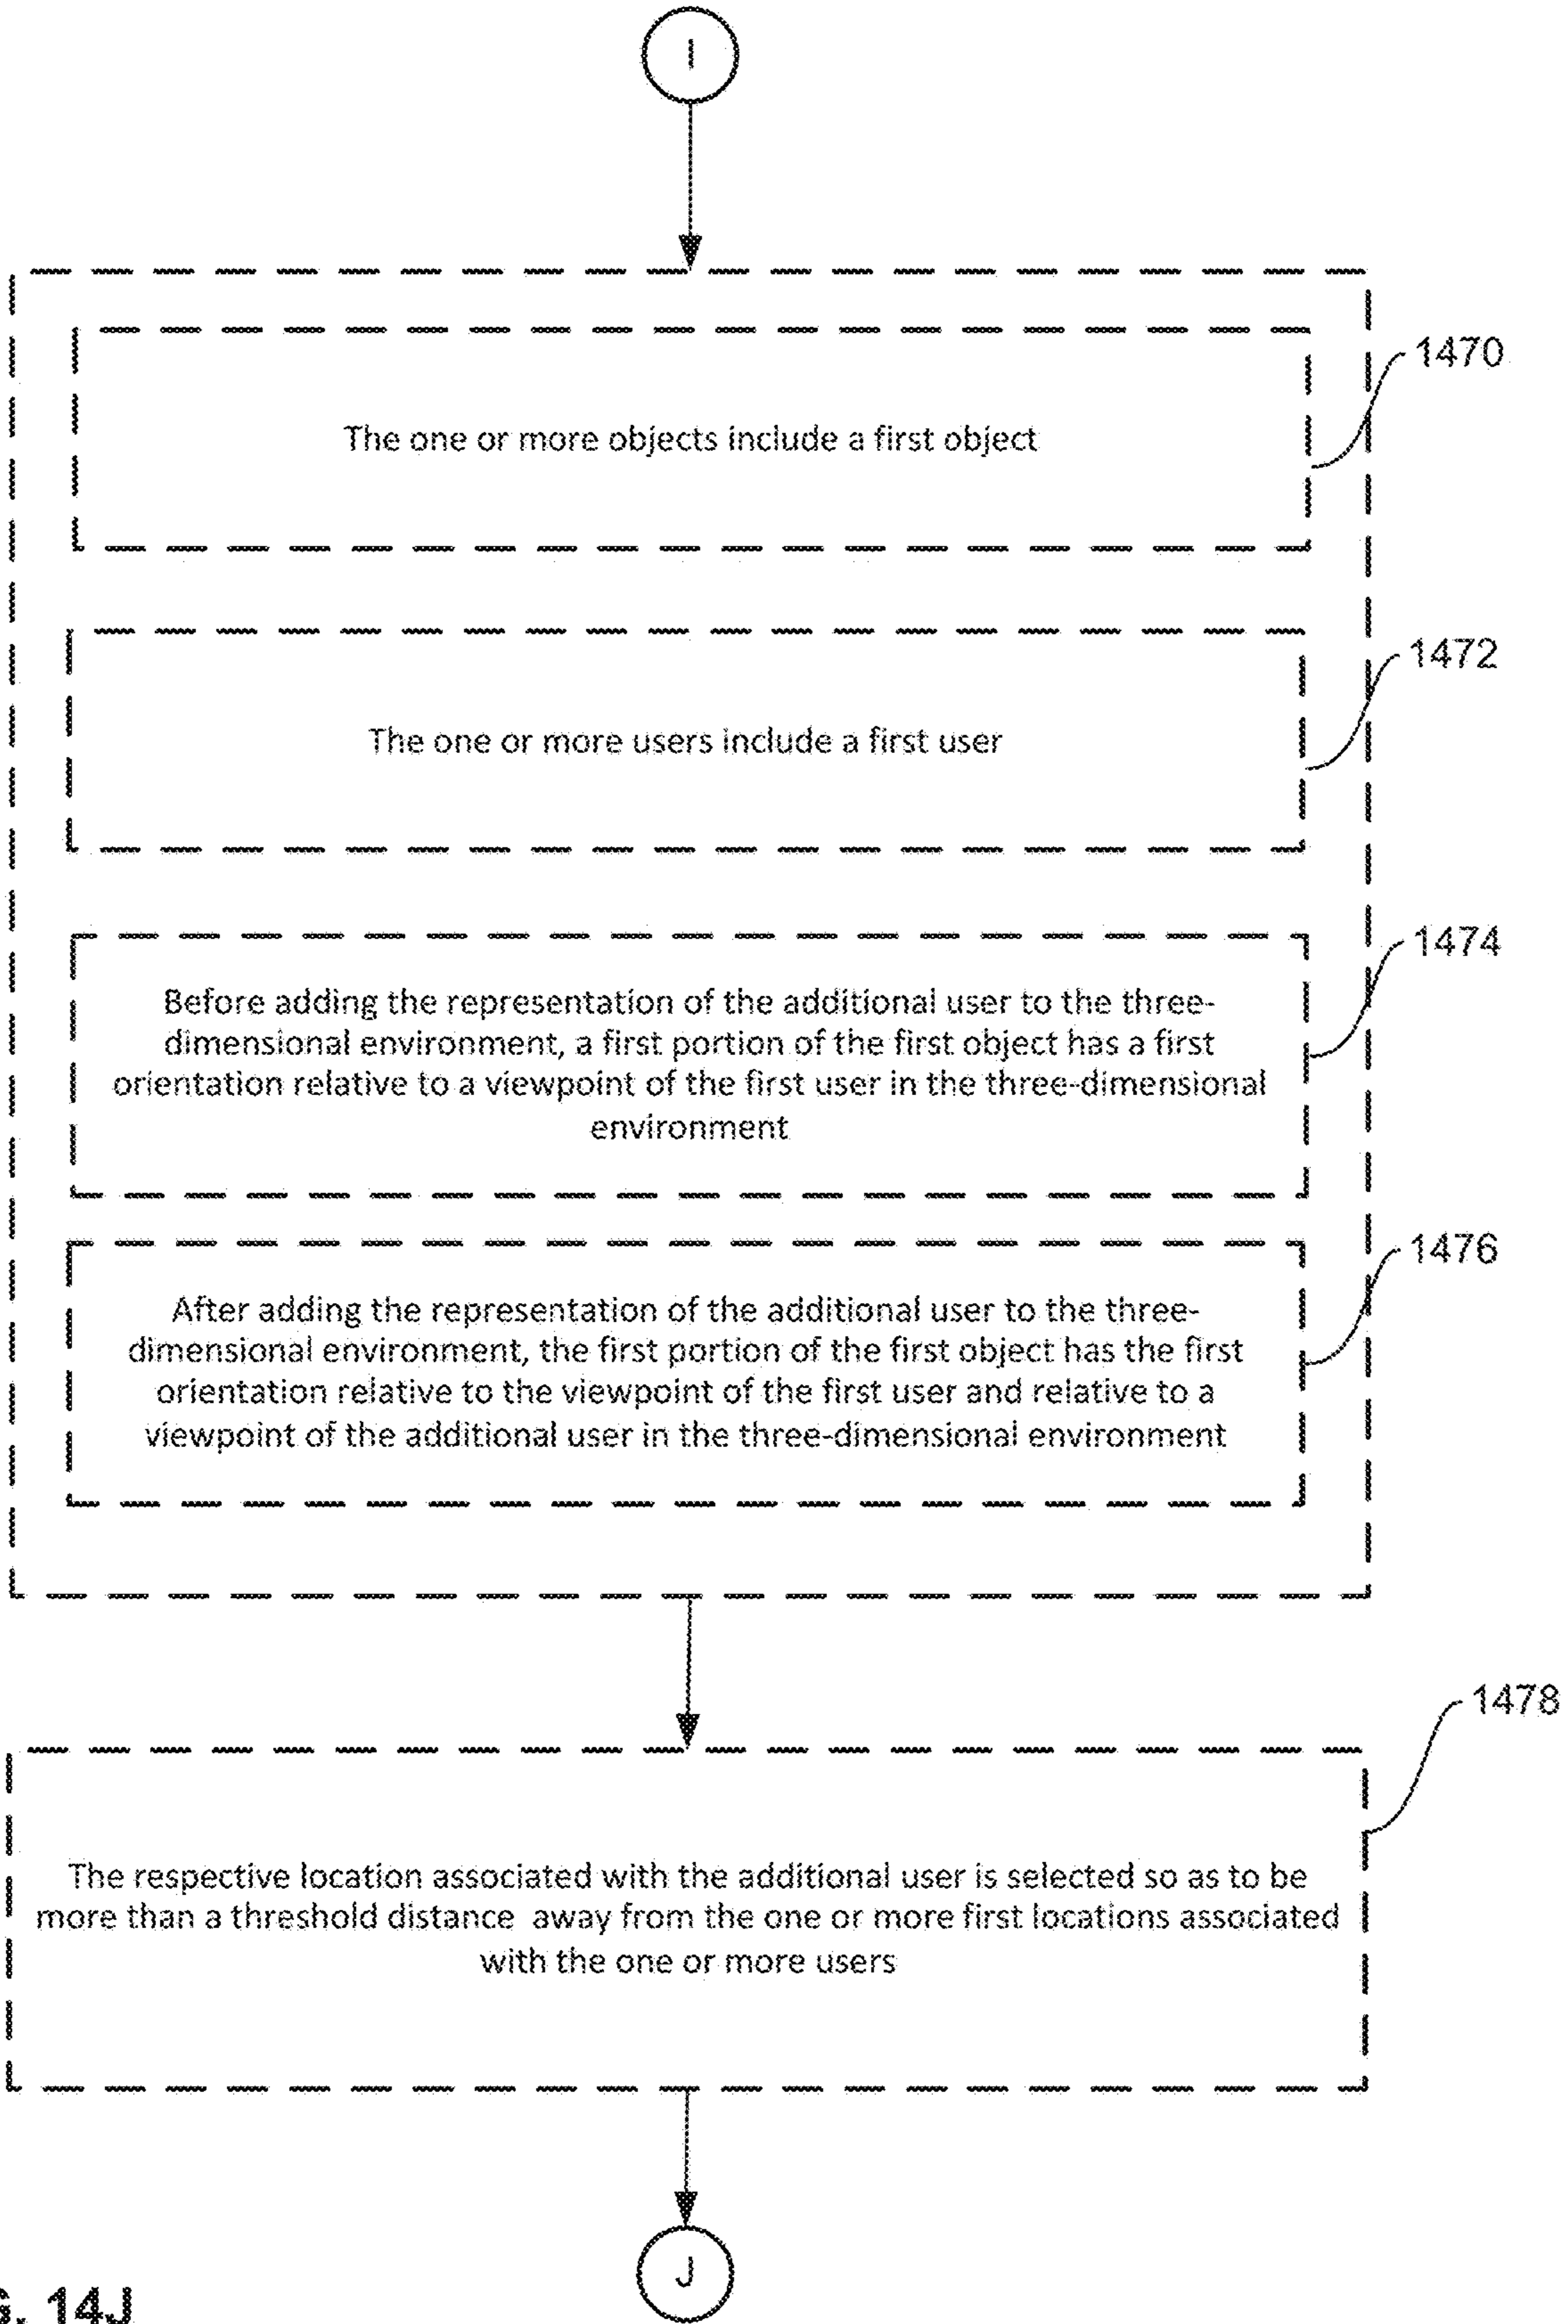 I
1470
The one or more objects include a first object
1472
The one or more users include a first user
1474
Before adding the representation of the additional user to the three-
dimensional environment, a first portion of the first object has a first
orientation relative to a viewpoint of the first user in the three-dimensional
environment
1476
After adding the representation of the additional user to the three-
dimensional environment, the first portion of the first object has the first
orientation relative to the viewpoint of the first user and relative to a
viewpoint of the additional user in the three-dimensional environment
1478
The respective location associated with the additional user is selected so as to be
more than a threshold distance away from the one or more first locations associated
with the one or more users
J
14J